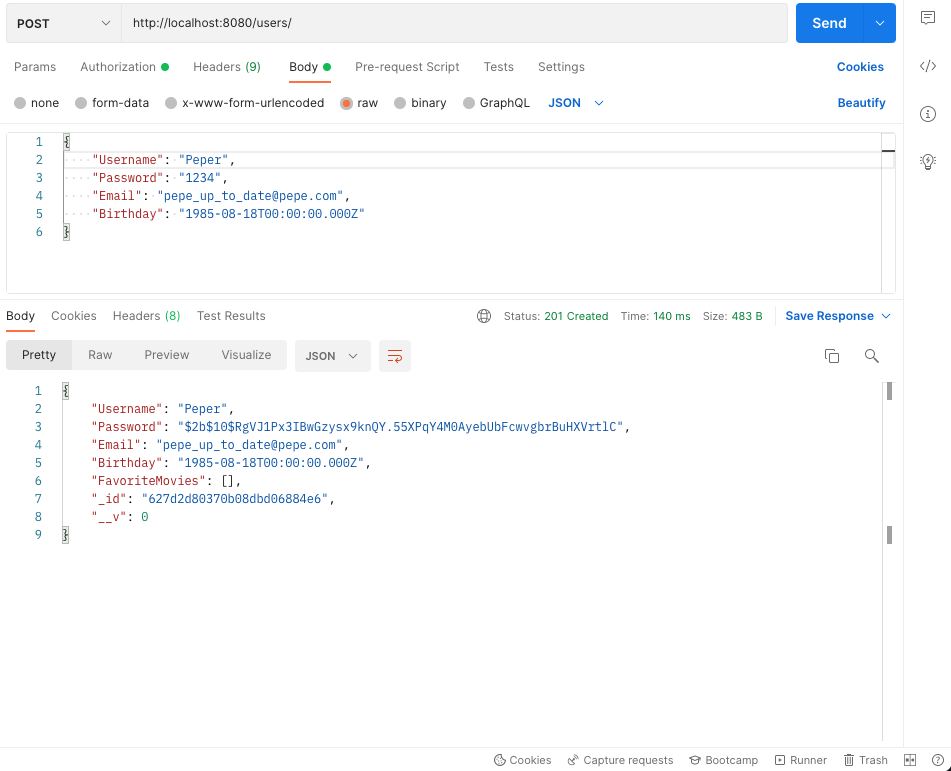 POST http://localhost:8080/users/ Send
Params Authorization Headers (9) Body Pre-request Script Tests Settings Cookies
none form-data x-www-form-urlencoded raw binary GraphQL JSON Beautify
1 {
2 "Username": "Peper",
3 "Password": "1234",
4 "Email": "pepe_up_to_date@pepe.com",
5 "Birthday": "1985-08-18T00:00:00.000Z"
6 }
Body Cookies Headers (8) Test Results Status: 201 Created Time: 140 ms Size: 483 B Save Response
Pretty Raw Preview Visualize JSON
1 {
2 "Username": "Peper",
3 "Password": "$2b$10$RgVJ1Px3IBwGzysx9knQY.55XPqY4M0AyebUbFcwvgbrBuHXVrtlC",
4 "Email": "pepe_up_to_date@pepe.com",
5 "Birthday": "1985-08-18T00:00:00.000Z",
6 "FavoriteMovies": [],
7 "_id": "627d2d80370b08dbd06884e6",
8 "__v": 0
9 }
Cookies Capture requests Bootcamp Runner Trash